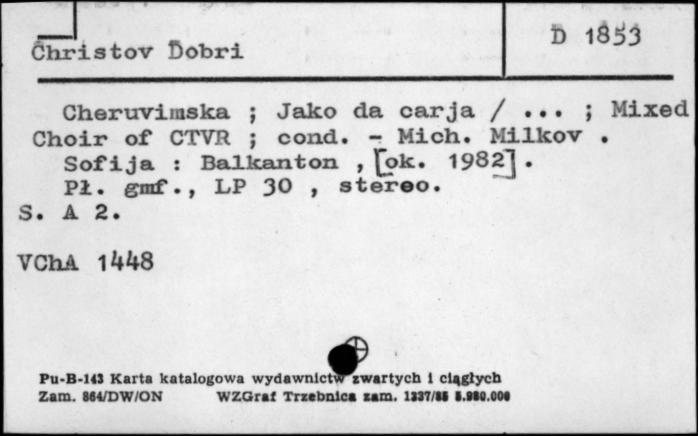 D 1853
Christov Dobri
Cheruvimska ; Jako da carja / ... ; Mixed
Choir of CTVR ; cond. - Mich. Milkov .
Sofija : Balkanton , [ok. 1982] .
Pł. gmf., LP 30 , stereo.
S. A 2.
VChA 1448
Pu-B-143 Karta katalogowa wydawnictw zwartych i ciągłych
Zam. 864/DW/ON WZGraf Trzebnica zam. 1337/85 5.980.000